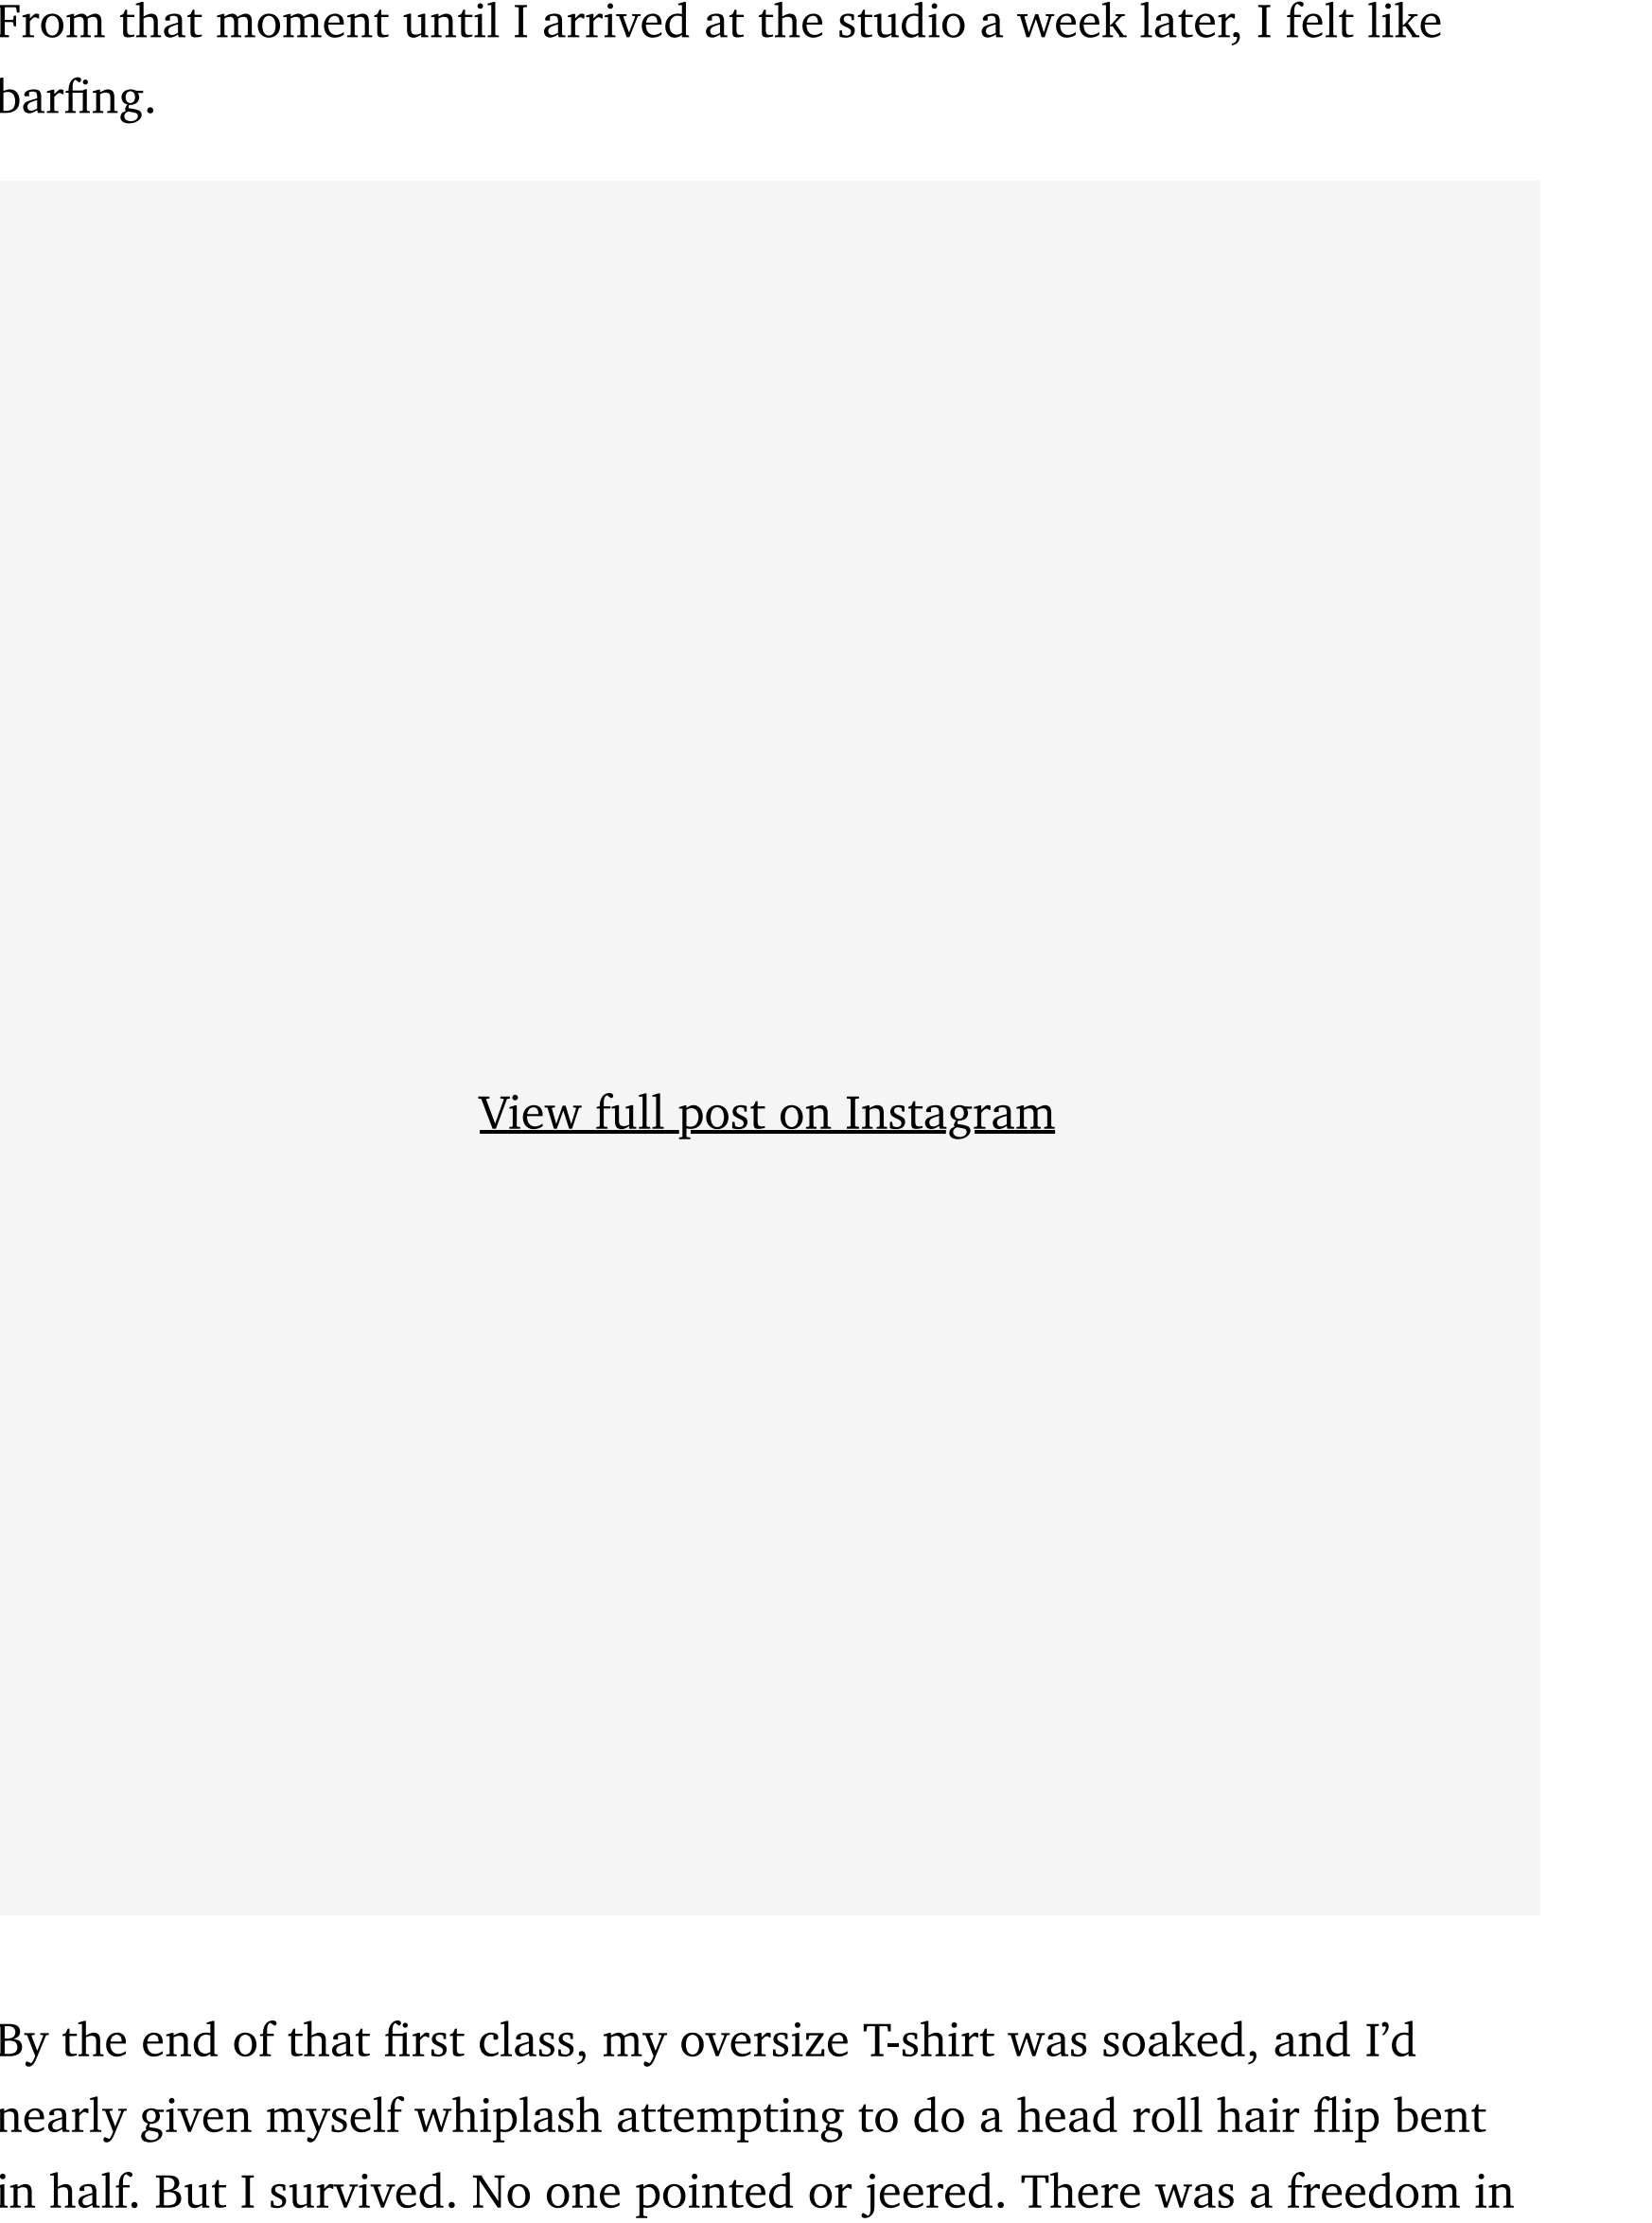 From that moment until I arrived at the studio a week later, I felt like
barfing.
View full post on Instagram
By the end of that first class, my oversize T-shirt was soaked, and I’d
nearly given myself whiplash attempting to do a head roll hair flip bent
in half. But I survived. No one pointed or jeered. There was a freedom in